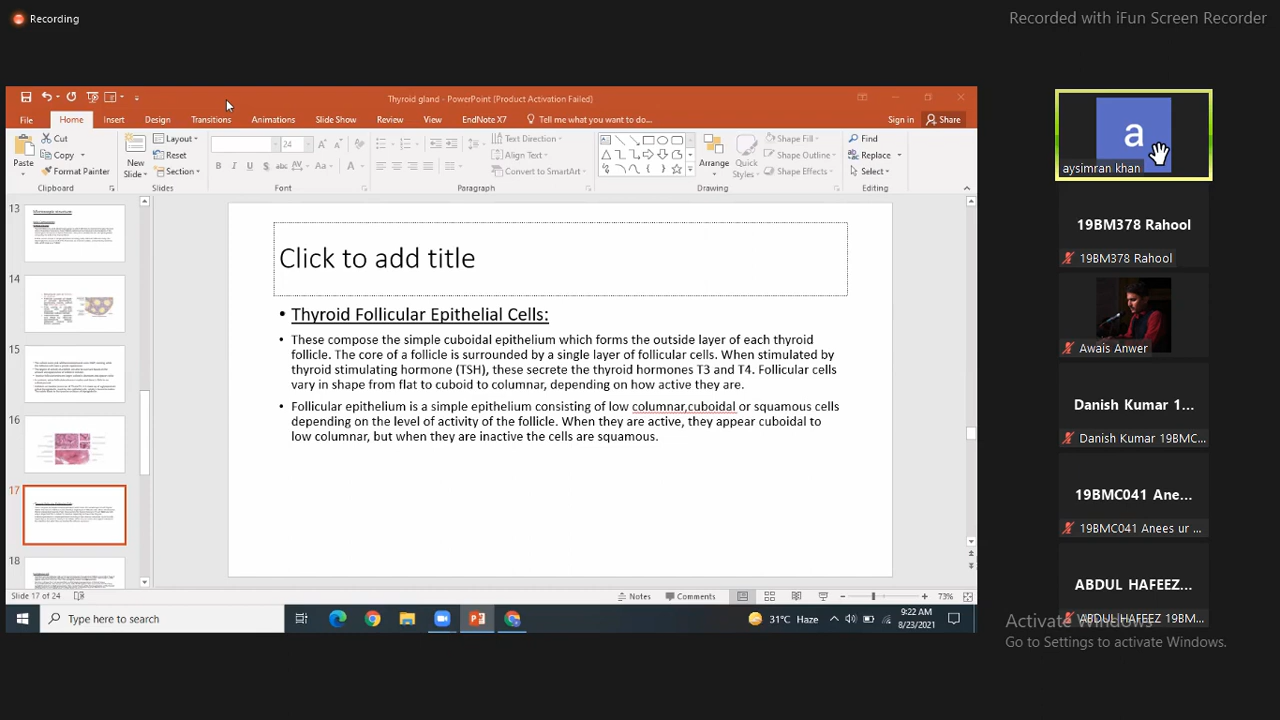 Recording
Recorded with iFun Screen Recorder
Thyroid gland - PowerPoint [Product Activation Failed]
File Home Insert Design Transitions Animations Slide Show Review View EndNote X7 Tell me what you want to do... Sign in Share
Paste
Cut
Copy
Format Painter
Clipboard
New Slide
Layout
Reset
Section
Slides
24
Font
Text Direction
Align Text
Convert to SmartArt
Paragraph
Arrange
Quick Styles
Shape Fill
Shape Outline
Shape Effects
Drawing
Find
Replace
Select
Editing
13
14
15
16
17
18
Click to add title
• Thyroid Follicular Epithelial Cells:
• These compose the simple cuboidal epithelium which forms the outside layer of each thyroid
follicle. The core of a follicle is surrounded by a single layer of follicular cells. When stimulated by
thyroid stimulating hormone (TSH), these secrete the thyroid hormones T3 and T4. Follicular cells
vary in shape from flat to cuboid to columnar, depending on how active they are.
• Follicular epithelium is a simple epithelium consisting of low columnar,cuboidal or squamous cells
depending on the level of activity of the follicle. When they are active, they appear cuboidal to
low columnar, but when they are inactive the cells are squamous.
Slide 17 of 24
Notes
Comments
73%
Type here to search
31°C Haze
9:22 AM
8/23/2021
a
aysimran khan
19BM378 Rahool
19BM378 Rahool
Awais Anwer
Danish Kumar 1...
Danish Kumar 19BMC...
19BMC041 Ane...
19BMC041 Anees ur ...
ABDUL HAFEEZ...
ABDUL HAFEEZ 19BM...
Activate Windows
Go to Settings to activate Windows.